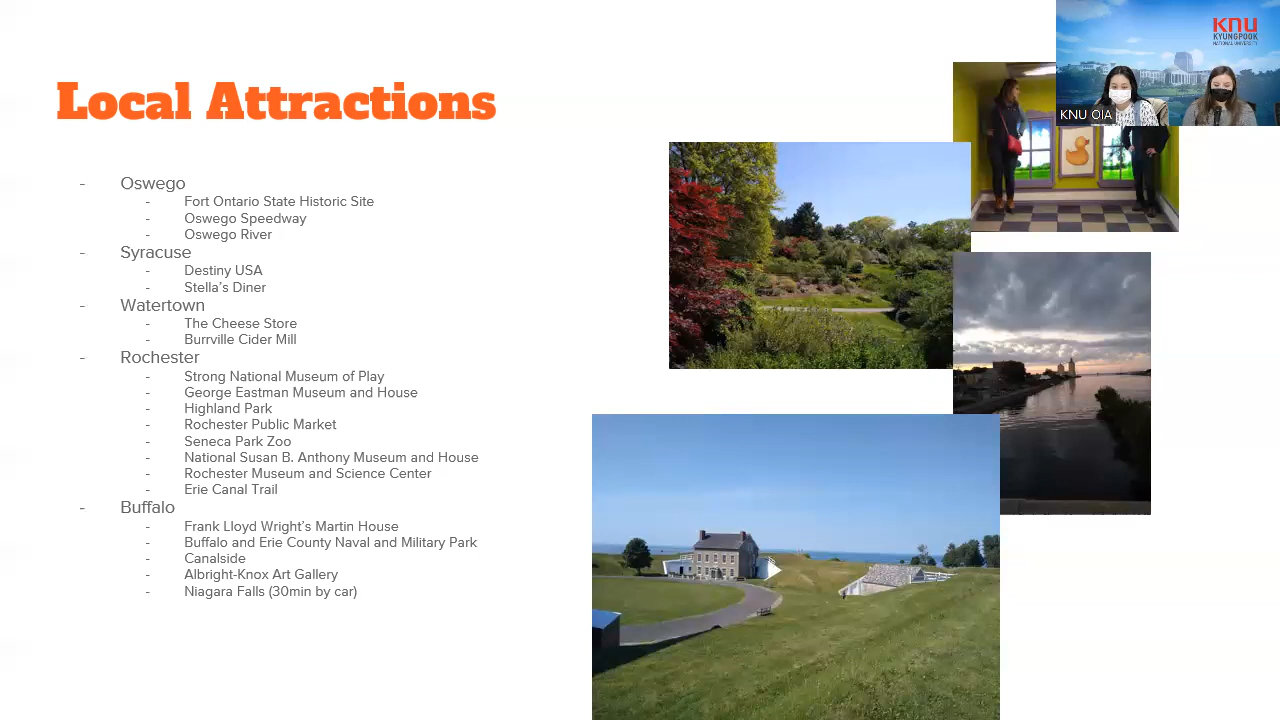 Local Attractions
- Oswego
- Fort Ontario State Historic Site
- Oswego Speedway
- Oswego River
- Syracuse
- Destiny USA
- Stella's Diner
- Watertown
- The Cheese Store
- Burrville Cider Mill
- Rochester
- Strong National Museum of Play
- George Eastman Museum and House
- Highland Park
- Rochester Public Market
- Seneca Park Zoo
- National Susan B. Anthony Museum and House
- Rochester Museum and Science Center
- Erie Canal Trail
- Buffalo
- Frank Lloyd Wright's Martin House
- Buffalo and Erie County Naval and Military Park
- Canalside
- Albright-Knox Art Gallery
- Niagara Falls (30min by car)
KNU
KYUNGPOOK
NATIONAL UNIVERSITY
KNU OIA